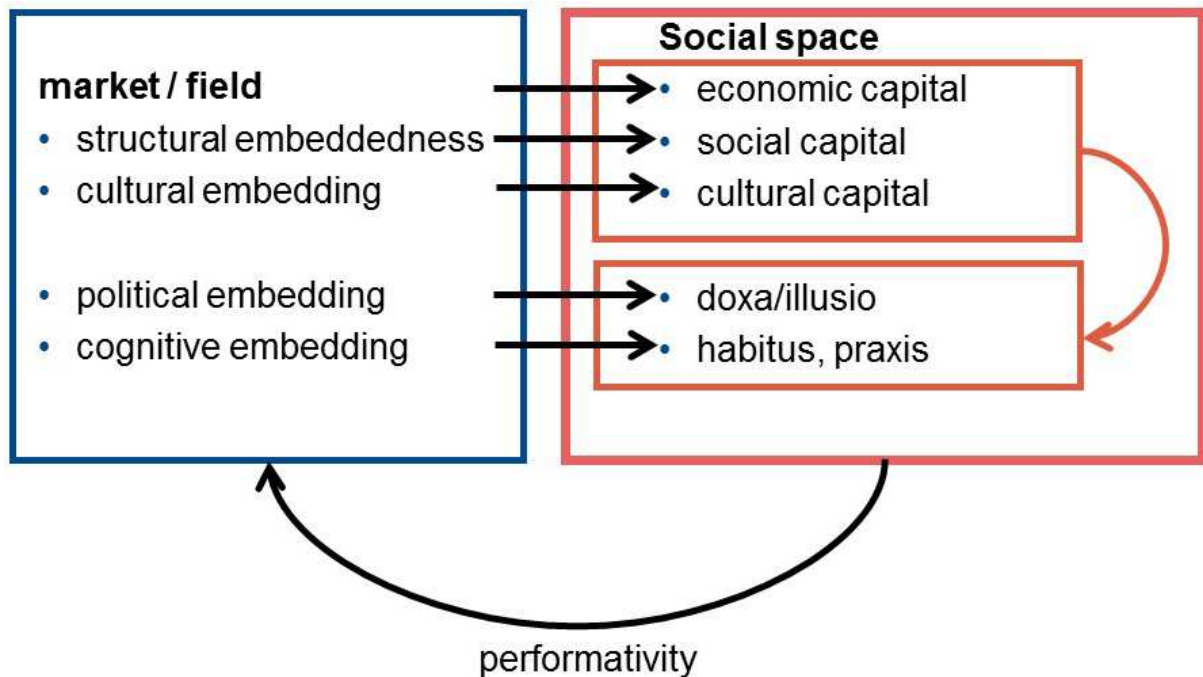 market / field
• structural embeddedness
• cultural embedding
• political embedding
• cognitive embedding
Social space
• economic capital
• social capital
• cultural capital
• doxa/illusio
• habitus, praxis
performativity